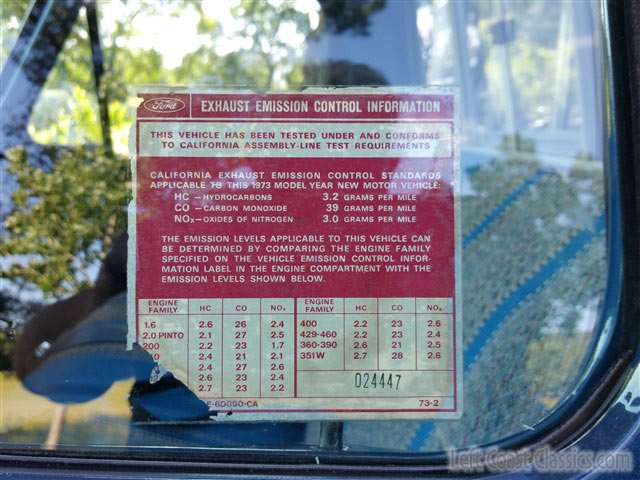 Ford EXHAUST EMISSION CONTROL INFORMATION
THIS VEHICLE HAS BEEN TESTED UNDER AND CONFORMS
TO CALIFORNIA ASSEMBLY-LINE TEST REQUIREMENTS
CALIFORNIA EXHAUST EMISSION CONTROL STANDARDS
APPLICABLE TO THIS 1973 MODEL YEAR NEW MOTOR VEHICLE:
HC — HYDROCARBONS 3.2 GRAMS PER MILE
CO — CARBON MONOXIDE 39 GRAMS PER MILE
NOx — OXIDES OF NITROGEN 3.0 GRAMS PER MILE
THE EMISSION LEVELS APPLICABLE TO THIS VEHICLE CAN
BE DETERMINED BY COMPARING THE ENGINE FAMILY
SPECIFIED ON THE VEHICLE EMISSION CONTROL INFOR-
MATION LABEL IN THE ENGINE COMPARTMENT WITH THE
EMISSION LEVELS SHOWN BELOW.
ENGINE FAMILY HC CO NOx ENGINE FAMILY HC CO NOx
1.6 2.6 26 2.4 400 2.2 23 2.6
2.0 PINTO 2.1 27 2.5 429-460 2.2 23 2.4
200 2.2 23 1.7 360-390 2.6 21 2.5
2.4 21 2.1 351W 2.7 28 2.6
2.4 27 2.6
2.6 23 2.4 024447
2.7 23 2.2
E-6D090-CA 73-2
Left Coast Classics.com